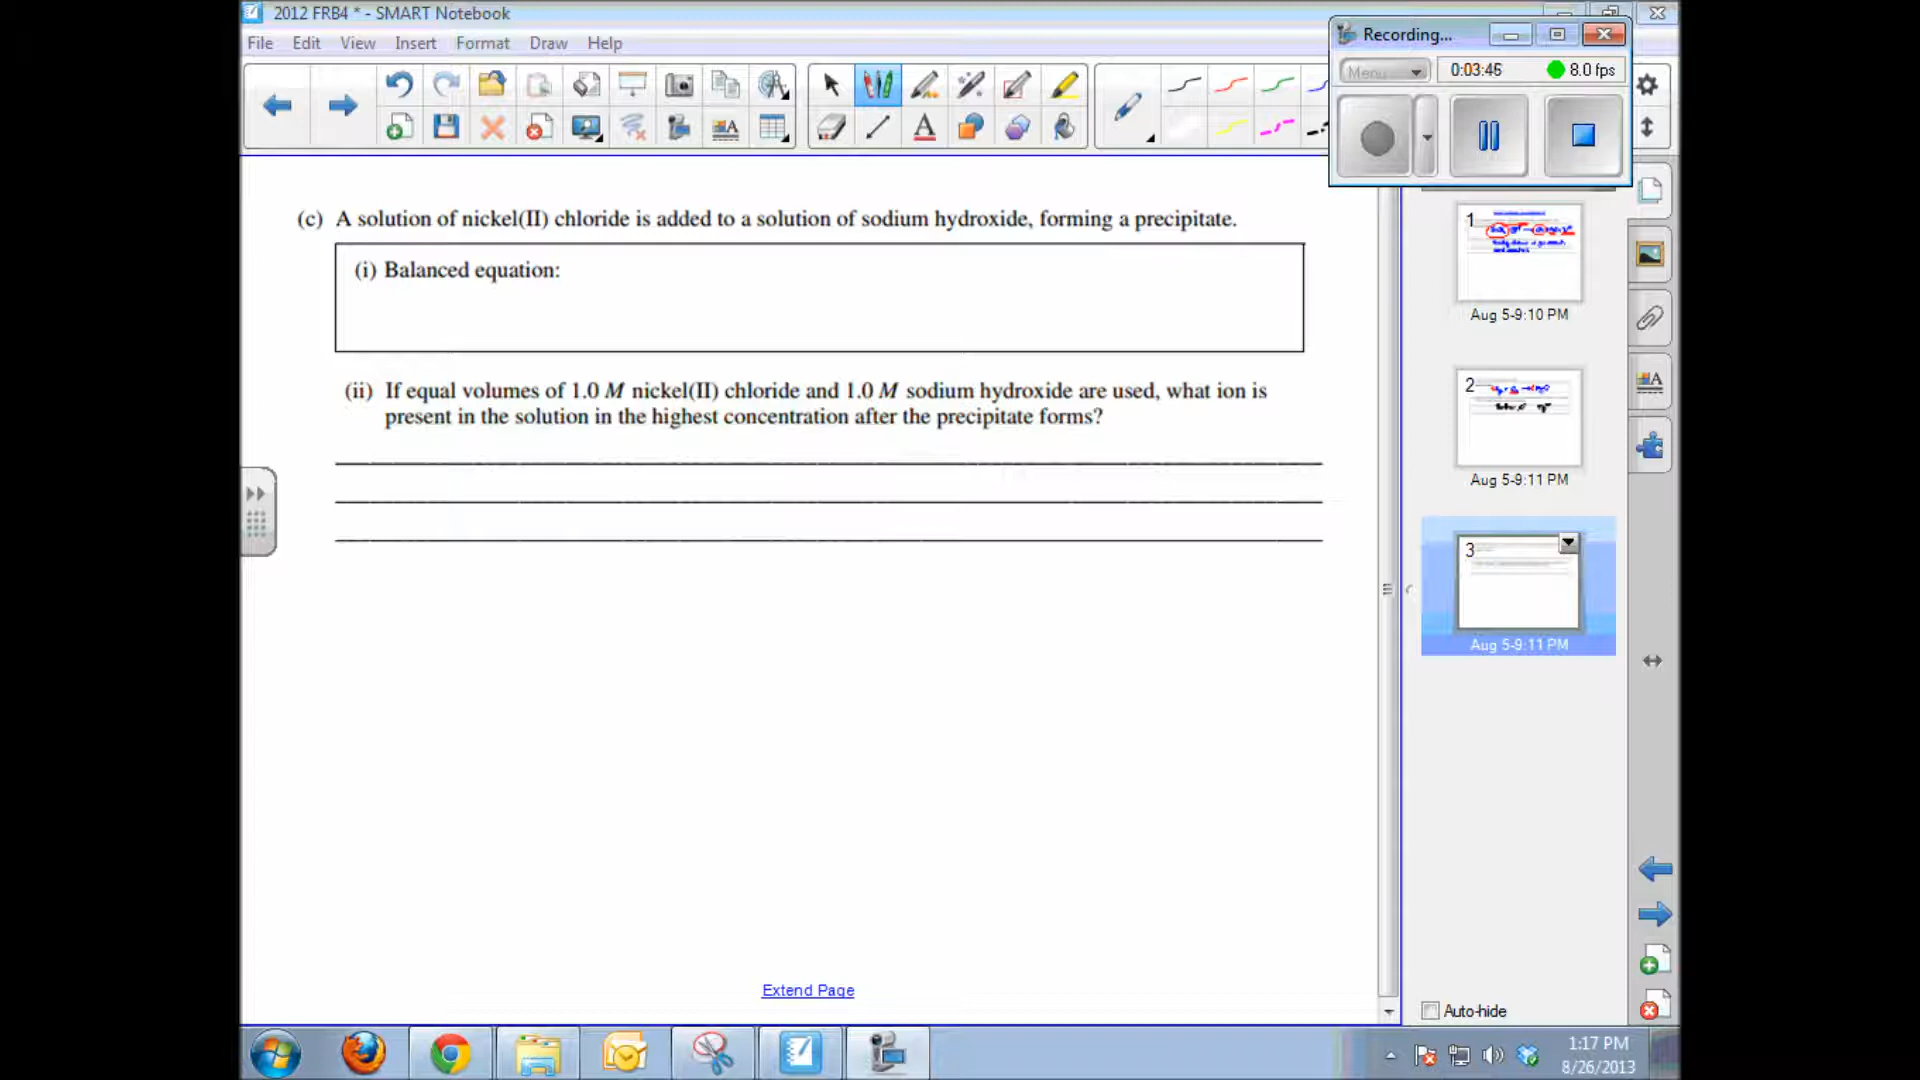 2012 FRB4 * - SMART Notebook
File Edit View Insert Format Draw Help
Recording...
Menu 0:03:45 8.0 fps
(c) A solution of nickel(II) chloride is added to a solution of sodium hydroxide, forming a precipitate.
(i) Balanced equation:
(ii) If equal volumes of 1.0 M nickel(II) chloride and 1.0 M sodium hydroxide are used, what ion is
present in the solution in the highest concentration after the precipitate forms?
Extend Page
1
Aug 5-9:10 PM
2
Aug 5-9:11 PM
3
Aug 5-9:11 PM
Auto-hide
1:17 PM
8/26/2013